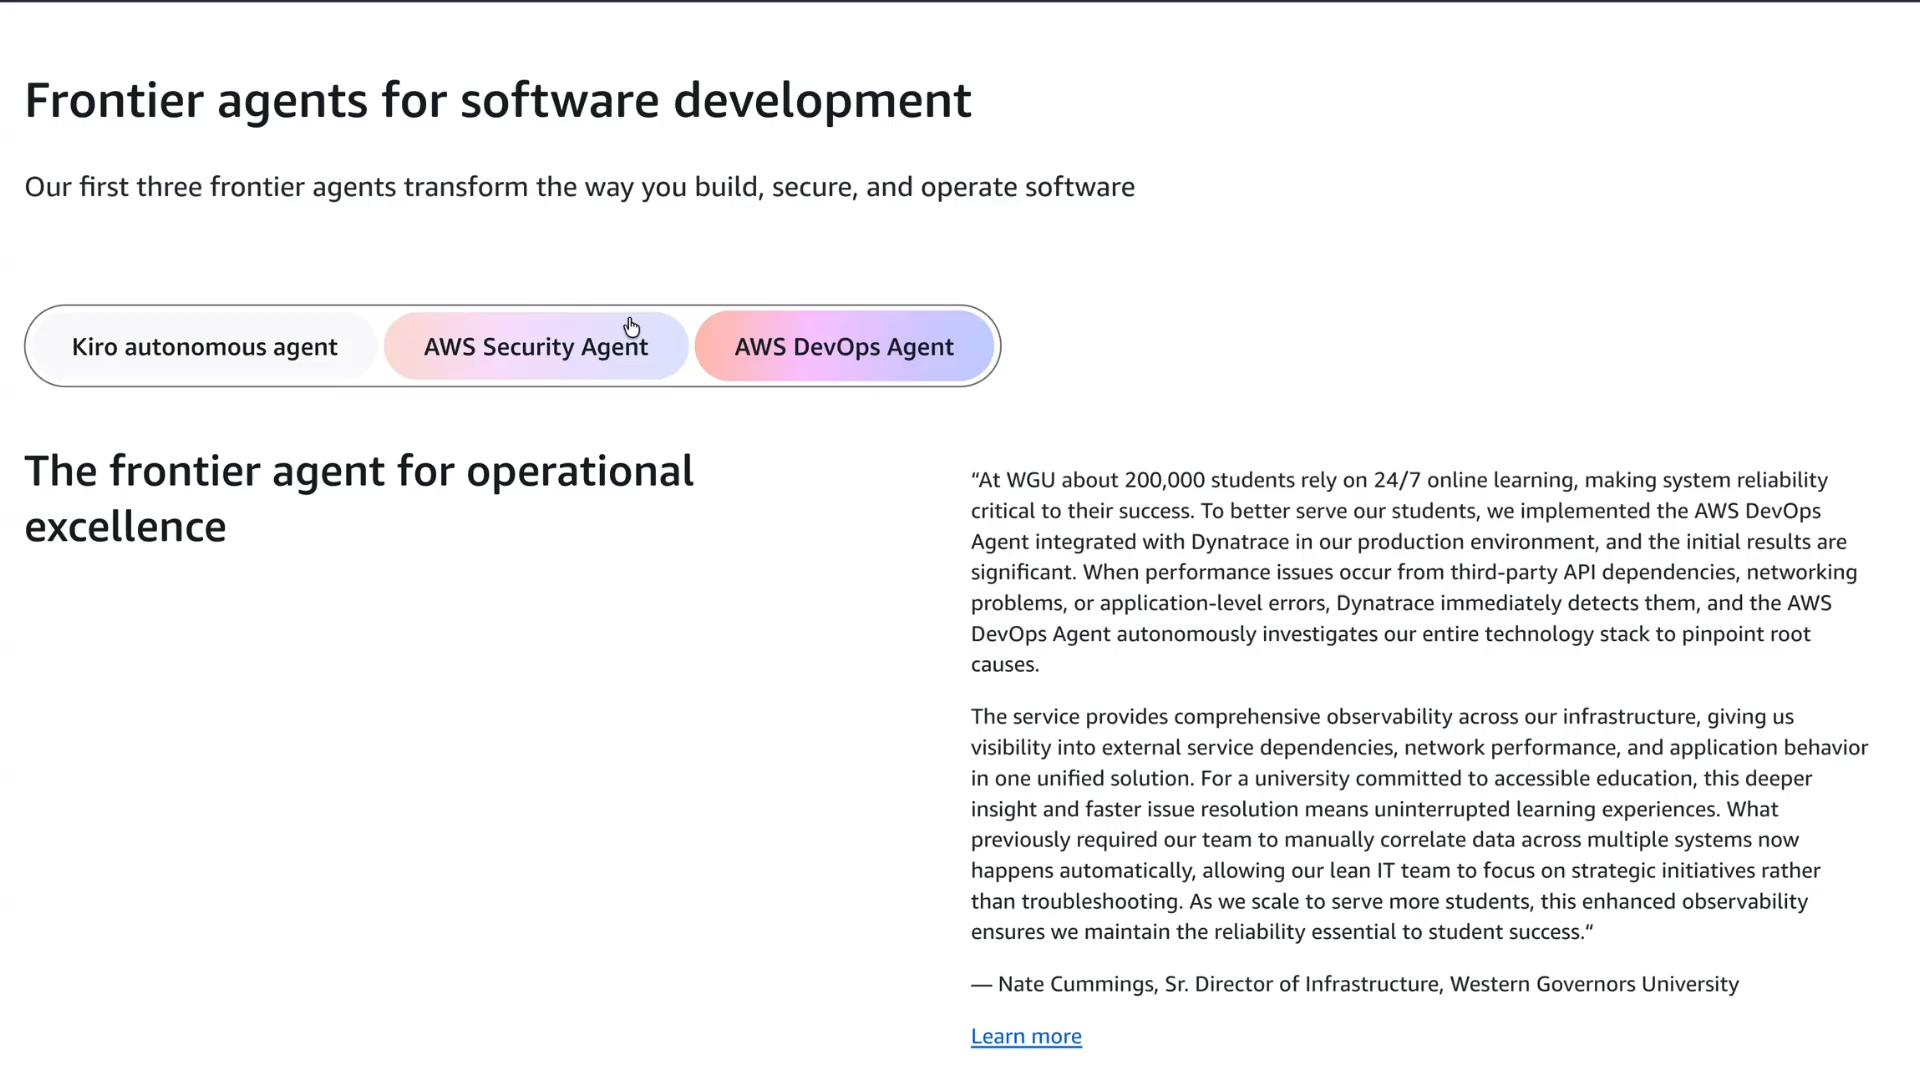 Frontier agents for software development
Our first three frontier agents transform the way you build, secure, and operate software
Kiro autonomous agent
AWS Security Agent
AWS DevOps Agent
The frontier agent for operational
excellence
“At WGU about 200,000 students rely on 24/7 online learning, making system reliability
critical to their success. To better serve our students, we implemented the AWS DevOps
Agent integrated with Dynatrace in our production environment, and the initial results are
significant. When performance issues occur from third-party API dependencies, networking
problems, or application-level errors, Dynatrace immediately detects them, and the AWS
DevOps Agent autonomously investigates our entire technology stack to pinpoint root
causes.
The service provides comprehensive observability across our infrastructure, giving us
visibility into external service dependencies, network performance, and application behavior
in one unified solution. For a university committed to accessible education, this deeper
insight and faster issue resolution means uninterrupted learning experiences. What
previously required our team to manually correlate data across multiple systems now
happens automatically, allowing our lean IT team to focus on strategic initiatives rather
than troubleshooting. As we scale to serve more students, this enhanced observability
ensures we maintain the reliability essential to student success.“
— Nate Cummings, Sr. Director of Infrastructure, Western Governors University
Learn more